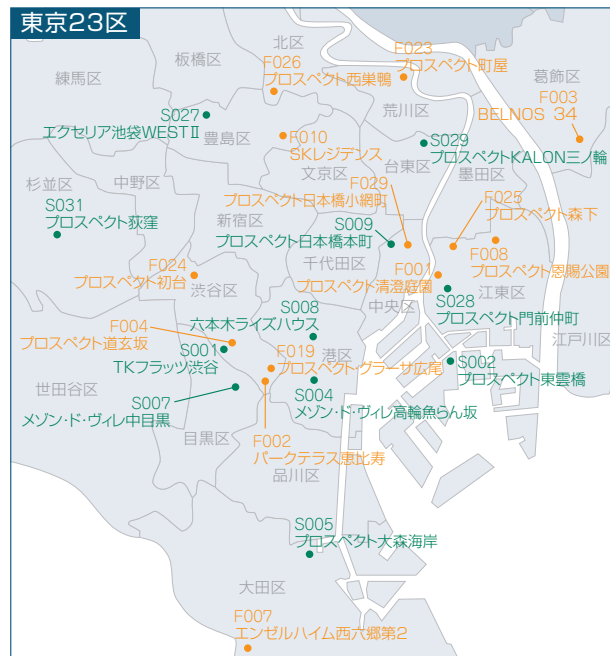 東京23区
北区
板橋区
練馬区
F026
プロスペクト西巣鴨
F023
プロスペクト町屋
葛飾区
F003
BELNOS 34
荒川区
S027
エクセリア池袋WESTⅡ
豊島区
F010
SKレジデンス
文京区
S029
プロスペクトKALON三ノ輪
台東区
墨田区
杉並区
中野区
S031
プロスペクト荻窪
新宿区
F029
プロスペクト日本橋小網町
F025
プロスペクト森下
S009
プロスペクト日本橋本町
千代田区
F008
プロスペクト恩賜公園
F024
プロスペクト初台
渋谷区
F001
プロスペクト清澄庭園
江東区
中央区
S028
プロスペクト門前仲町
S008
六本木ライズハウス
江戸川区
F004
プロスペクト道玄坂
S001
TKフラッツ渋谷
港区
F019
プロスペクト・グラーサ広尾
S002
プロスペクト東雲橋
世田谷区
S007
メゾン・ド・ヴィレ中目黒
S004
メゾン・ド・ヴィレ高輪魚らん坂
目黒区
F002
パークテラス恵比寿
品川区
S005
プロスペクト大森海岸
大田区
F007
エンゼルハイム西六郷第2